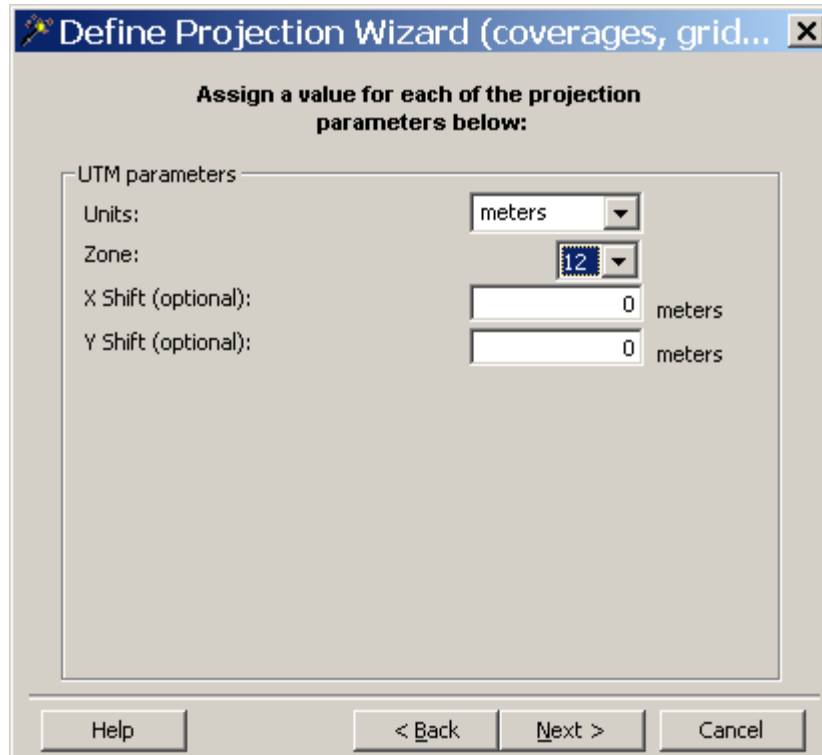 Define Projection Wizard (coverages, grid...
Assign a value for each of the projection
parameters below:
UTM parameters
Units: meters
Zone: 12
X Shift (optional): 0 meters
Y Shift (optional): 0 meters
Help < Back Next > Cancel